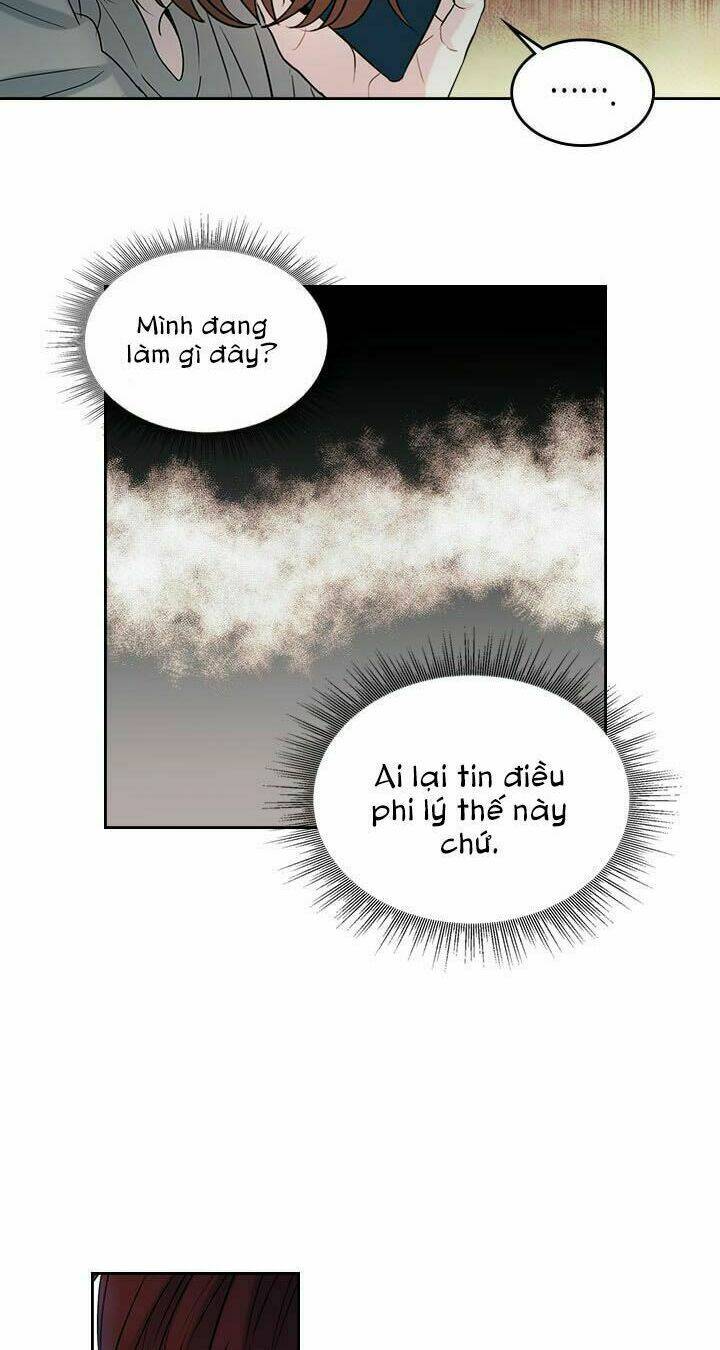 .......
Mình đang
làm gì đây?
Ai lại tin điều
phi lý thế này
chứ.